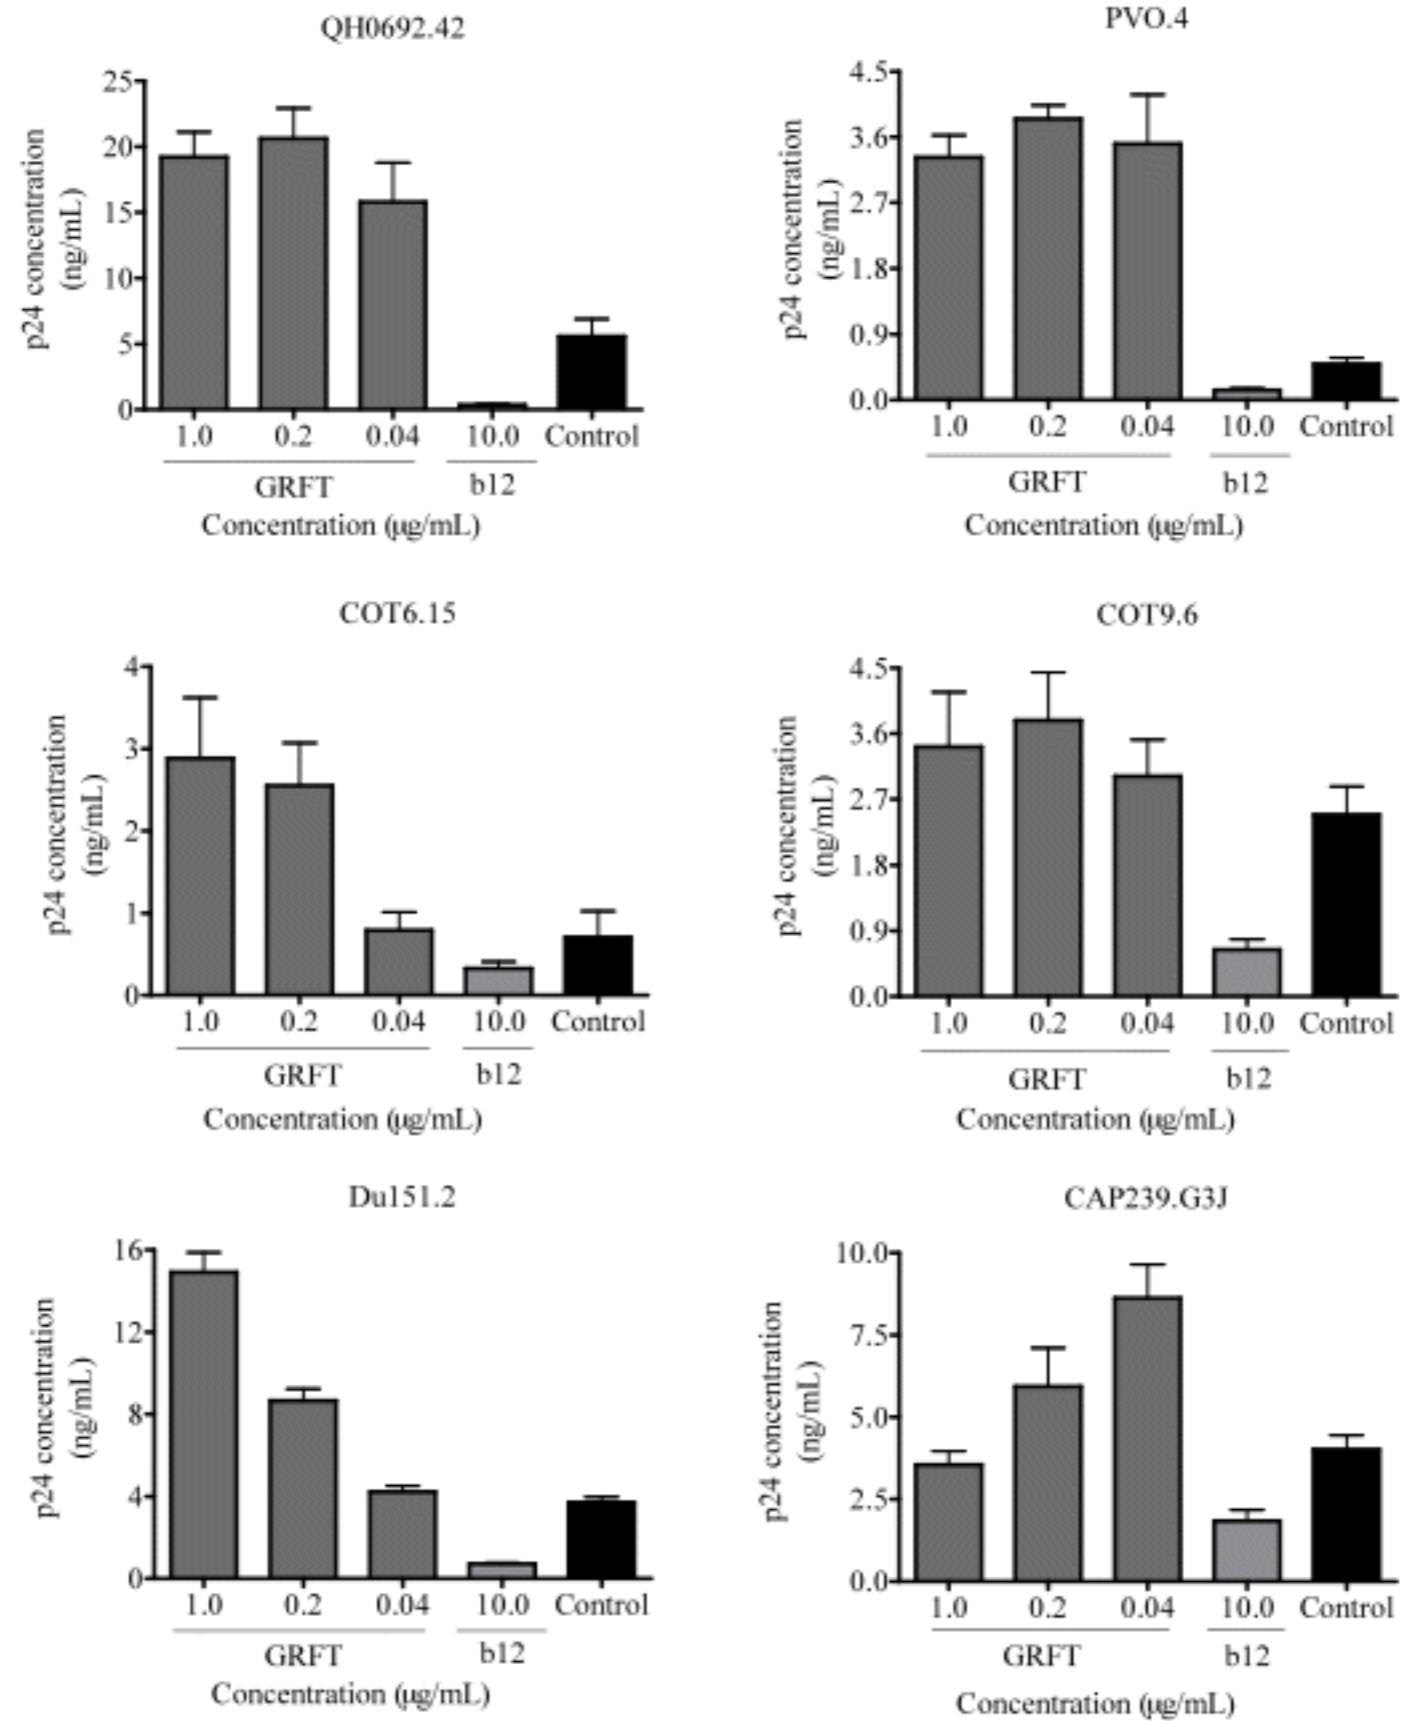 QH0692.42
p24 concentration
(ng/mL)
25
20
15
10
5
0
1.0 0.2 0.04 10.0 Control
GRFT b12
Concentration (μg/mL)
PVO.4
p24 concentration
(ng/mL)
4.5
3.6
2.7
1.8
0.9
0.0
1.0 0.2 0.04 10.0 Control
GRFT b12
Concentration (μg/mL)
COT6.15
p24 concentration
(ng/mL)
4
3
2
1
0
1.0 0.2 0.04 10.0 Control
GRFT b12
Concentration (μg/mL)
COT9.6
p24 concentration
(ng/mL)
4.5
3.6
2.7
1.8
0.9
0.0
1.0 0.2 0.04 10.0 Control
GRFT b12
Concentration (μg/mL)
Du151.2
p24 concentration
(ng/mL)
16
12
8
4
0
1.0 0.2 0.04 10.0 Control
GRFT b12
Concentration (μg/mL)
CAP239.G3J
p24 concentration
(ng/mL)
10.0
7.5
5.0
2.5
0.0
1.0 0.2 0.04 10.0 Control
GRFT b12
Concentration (μg/mL)